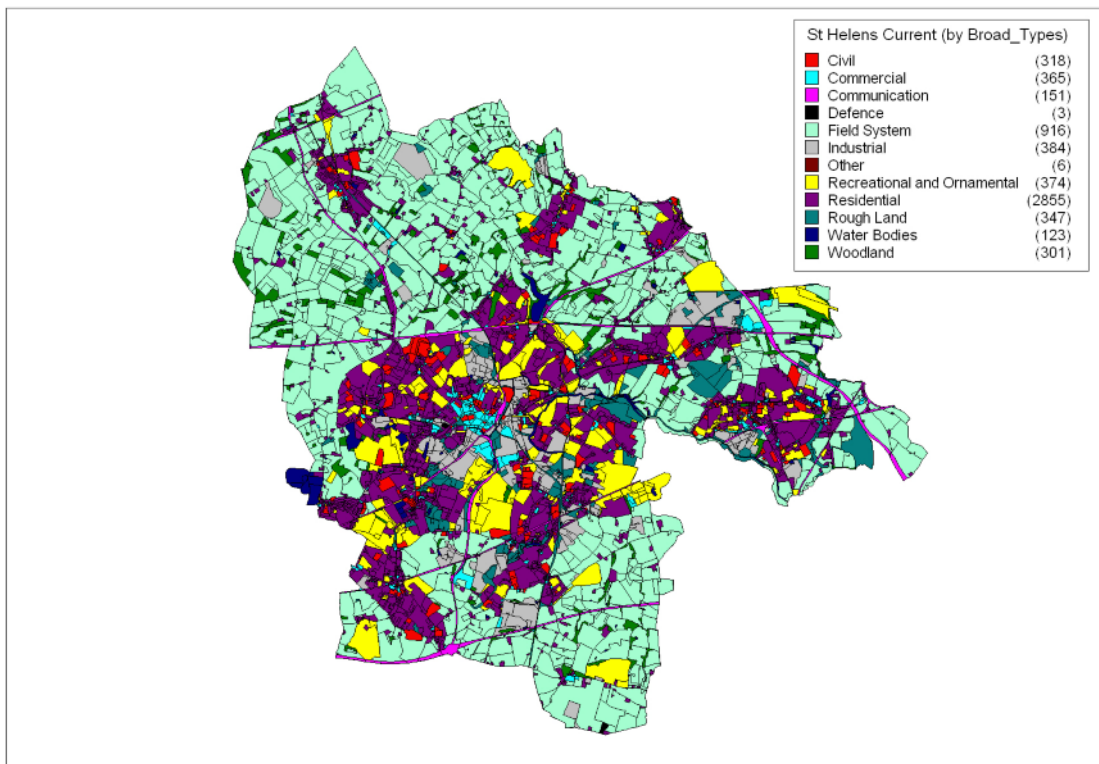 St Helens Current (by Broad_Types)
Civil (318)
Commercial (365)
Communication (151)
Defence (3)
Field System (916)
Industrial (384)
Other (6)
Recreational and Ornamental (374)
Residential (2855)
Rough Land (347)
Water Bodies (123)
Woodland (301)